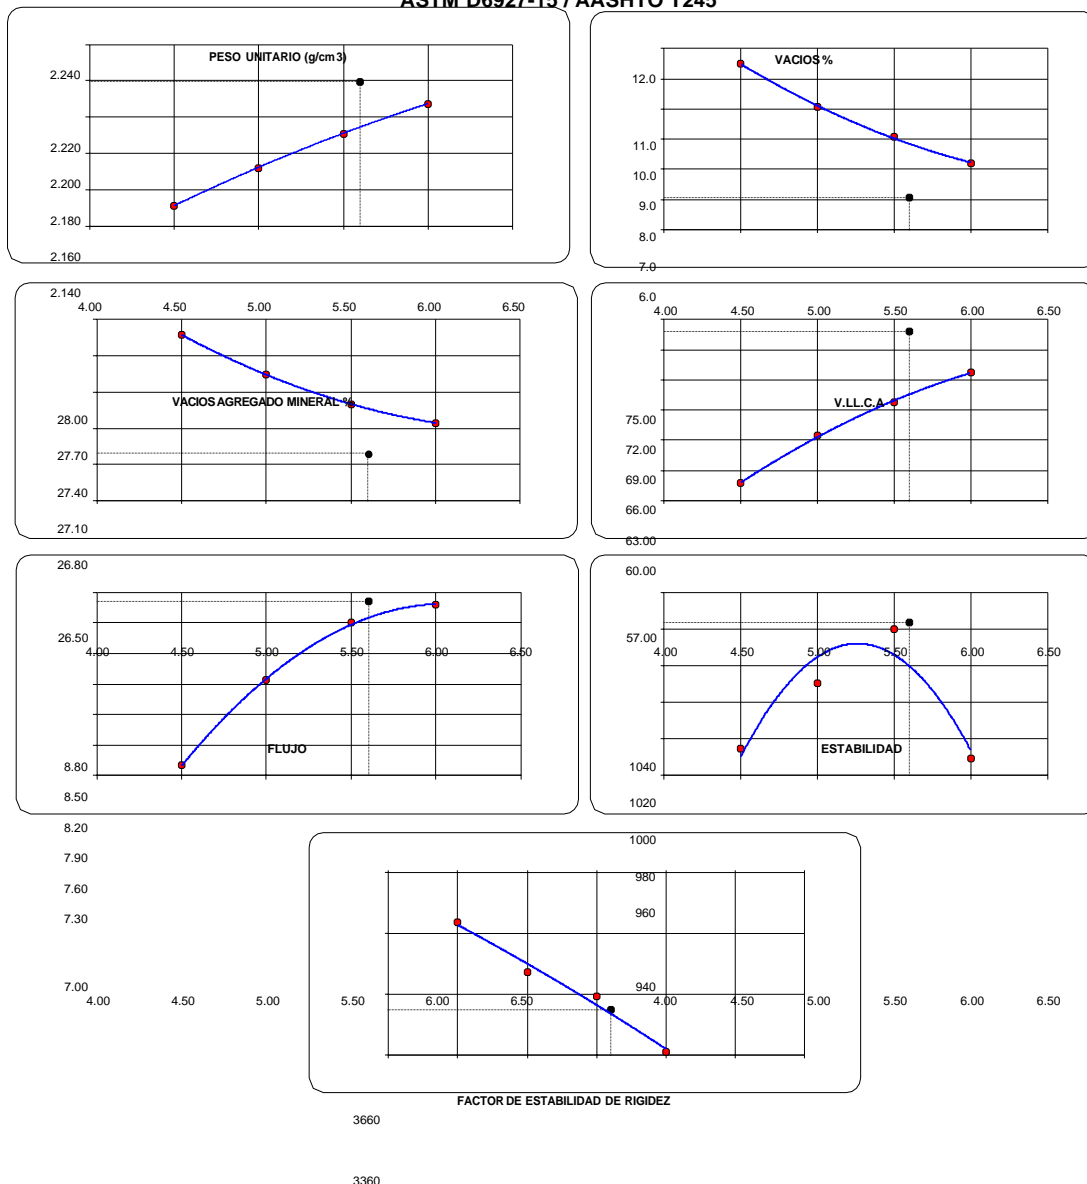 ASTM D6927-15 / AASHTO T245
PESO UNITARIO (g/cm3)
2.240
2.220
2.200
2.180
2.160
2.140
4.00 4.50 5.00 5.50 6.00 6.50
VACIOS %
12.0
11.0
10.0
9.0
8.0
7.0
6.0
4.00 4.50 5.00 5.50 6.00 6.50
VACIOS AGREGADO MINERAL %
28.00
27.70
27.40
27.10
26.80
26.50
4.00 4.50 5.00 5.50 6.00 6.50
V.LL.C.A
75.00
72.00
69.00
66.00
63.00
60.00
57.00
4.00 4.50 5.00 5.50 6.00 6.50
FLUJO
8.80
8.50
8.20
7.90
7.60
7.30
7.00
4.00 4.50 5.00 5.50 6.00 6.50
ESTABILIDAD
1040
1020
1000
980
960
940
4.00 4.50 5.00 5.50 6.00 6.50
FACTOR DE ESTABILIDAD DE RIGIDEZ
3660
3360